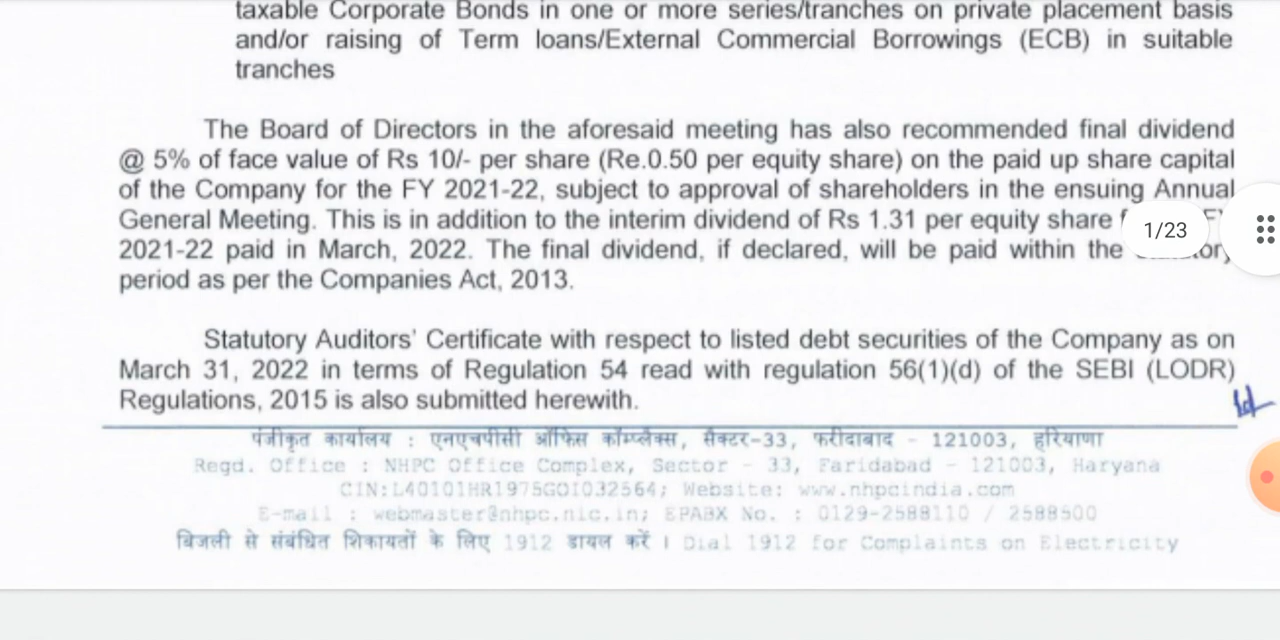 taxable Corporate Bonds in one or more series/tranches on private placement basis
and/or raising of Term loans/External Commercial Borrowings (ECB) in suitable
tranches
The Board of Directors in the aforesaid meeting has also recommended final dividend
@ 5% of face value of Rs 10/- per share (Re.0.50 per equity share) on the paid up share capital
of the Company for the FY 2021-22, subject to approval of shareholders in the ensuing Annual
General Meeting. This is in addition to the interim dividend of Rs 1.31 per equity share
1/23
2021-22 paid in March, 2022. The final dividend, if declared, will be paid within the
period as per the Companies Act, 2013.
Statutory Auditors' Certificate with respect to listed debt securities of the Company as on
March 31, 2022 in terms of Regulation 54 read with regulation 56(1)(d) of the SEBI (LODR)
Regulations, 2015 is also submitted herewith.
पंजीकृत कार्यालय : एनएचपीसी ऑफिस कॉम्प्लैक्स, सैक्टर-33, फरीदाबाद - 121003, हरियाणा
Regd. Office : NHPC Office Complex, Sector - 33, Faridabad - 121003, Haryana
CIN:L40101HR1975GOI032564; Website: www.nhpcindia.com
E-mail : webmaster@nhpc.nic.in; EPABX No. : 0129-2588110 / 2588500
बिजली से संबंधित शिकायतों के लिए 1912 डायल करें । Dial 1912 for Complaints on Electricity